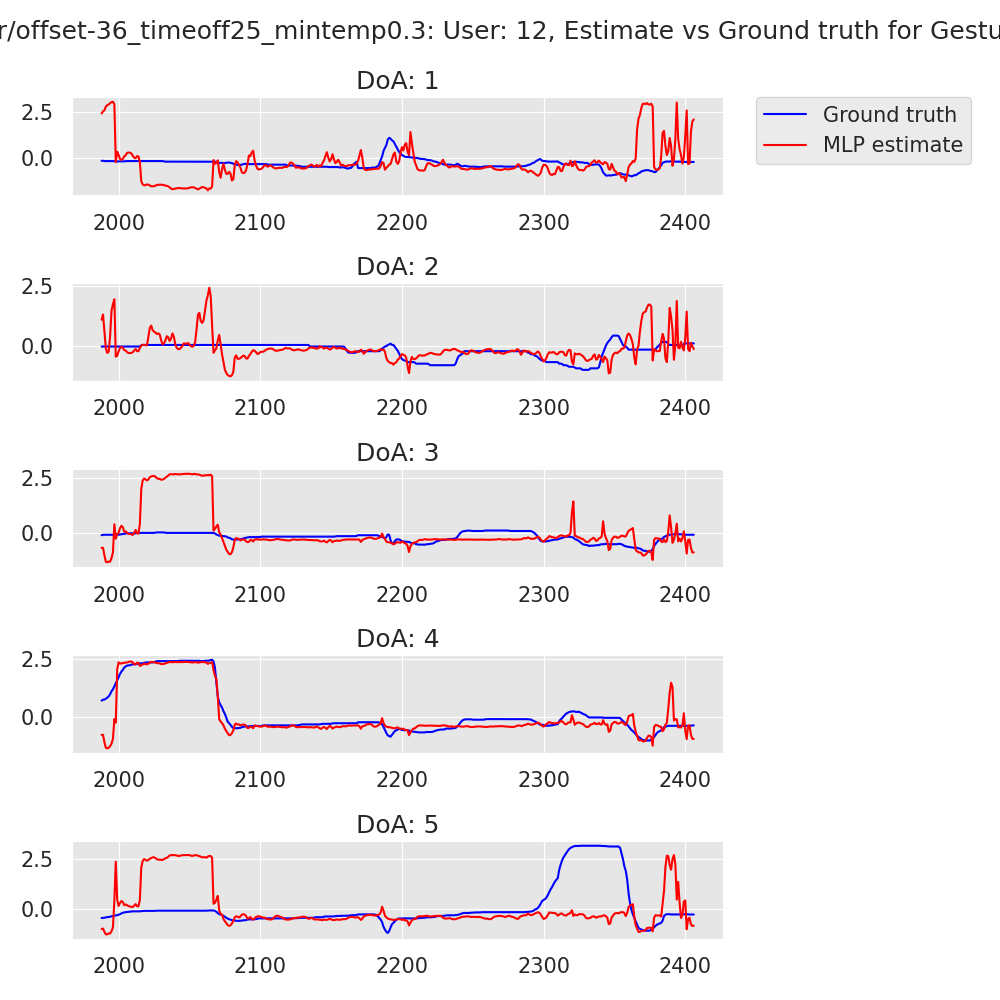 r/offset-36_timeoff25_mintemp0.3: User: 12, Estimate vs Ground truth for Gestu
DoA: 1
2.5
0.0
2000 2100 2200 2300 2400
Ground truth
MLP estimate
DoA: 2
2.5
0.0
2000 2100 2200 2300 2400
DoA: 3
2.5
0.0
2000 2100 2200 2300 2400
DoA: 4
2.5
0.0
2000 2100 2200 2300 2400
DoA: 5
2.5
0.0
2000 2100 2200 2300 2400